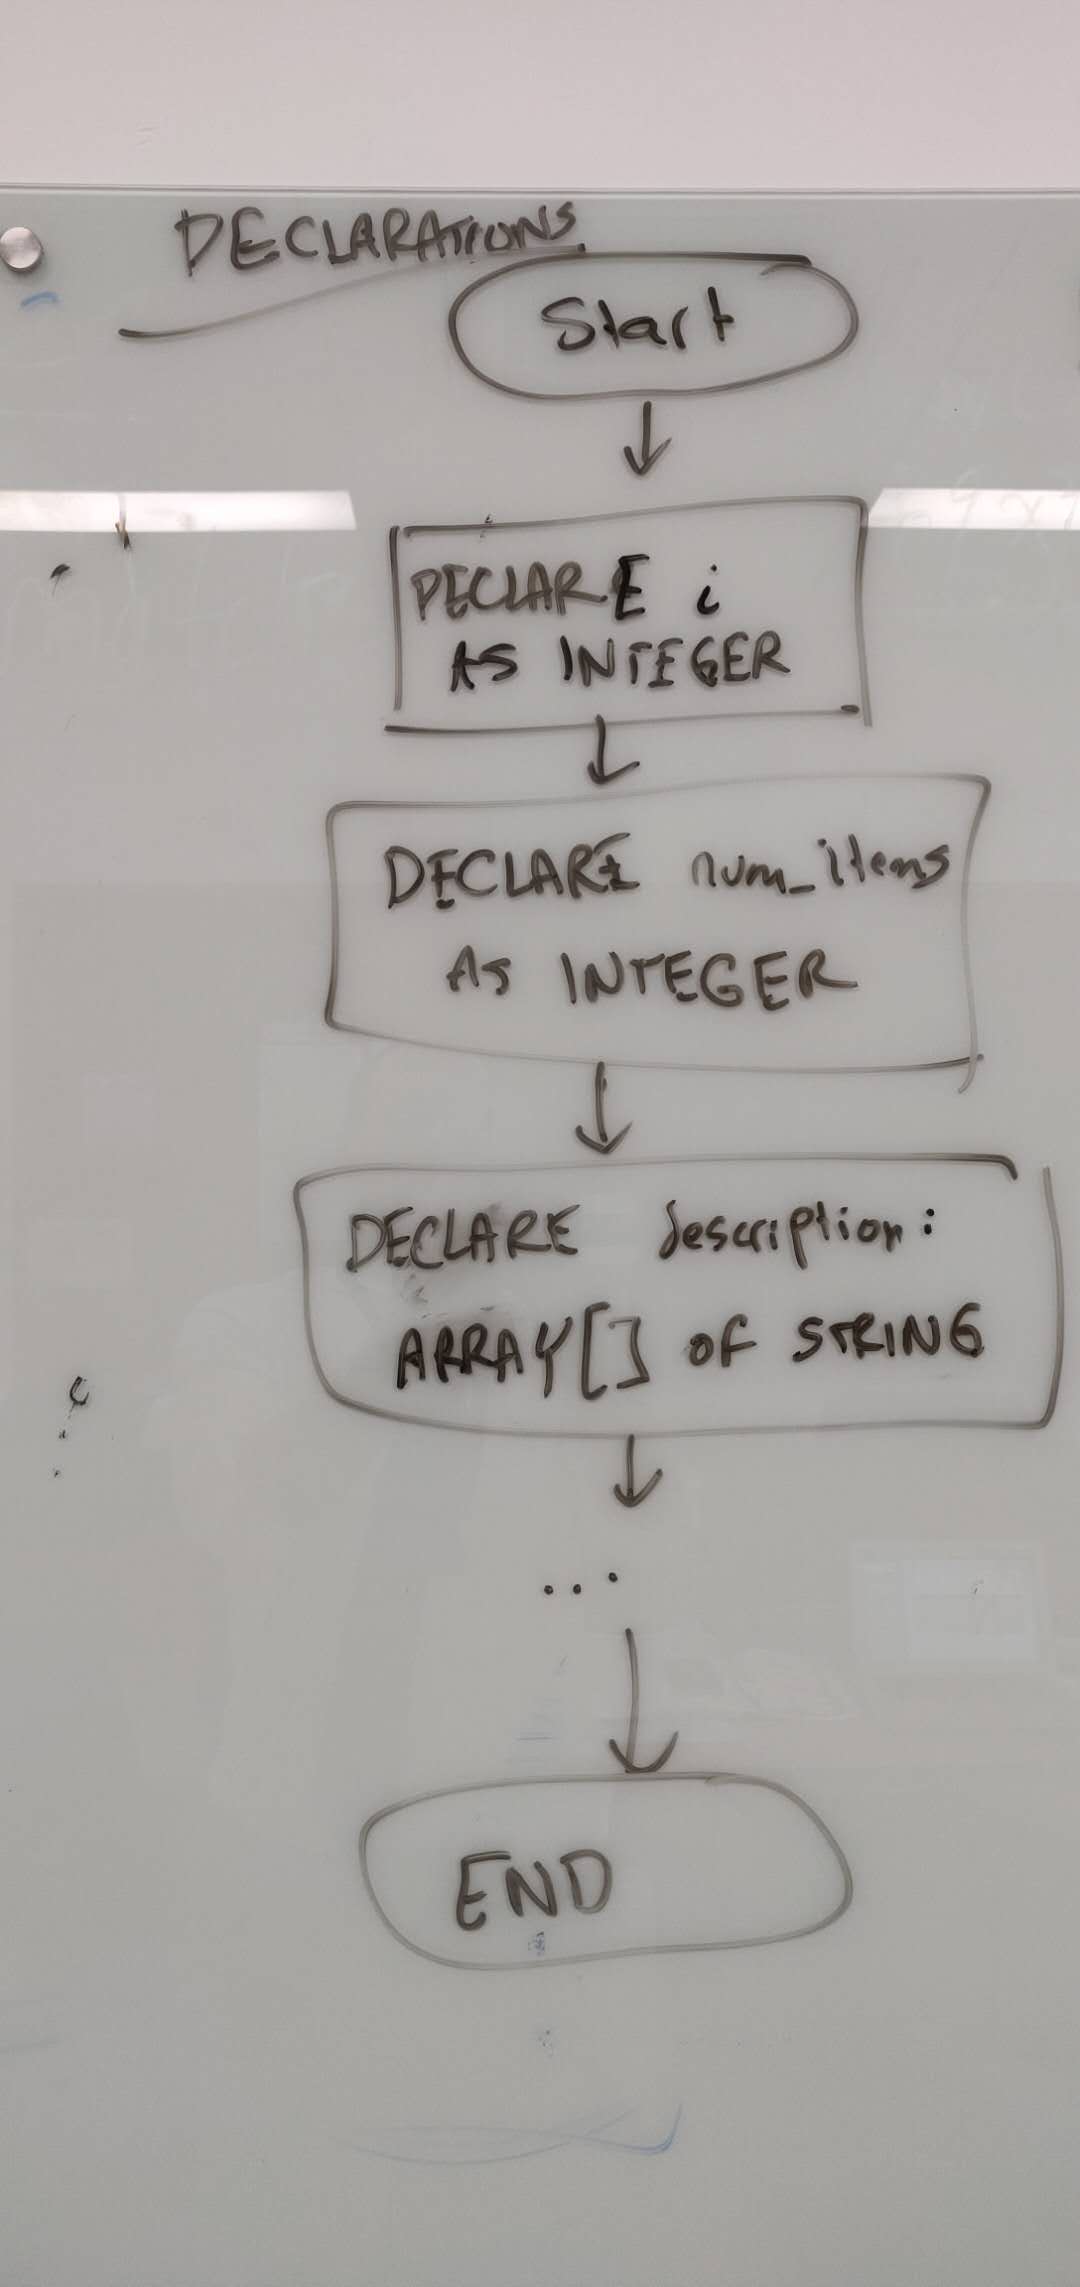 DECLARATIONS
Start
DECLARE i
AS INTEGER
DECLARE num_items
AS INTEGER
DECLARE description:
ARRAY[] OF STRING
...
END